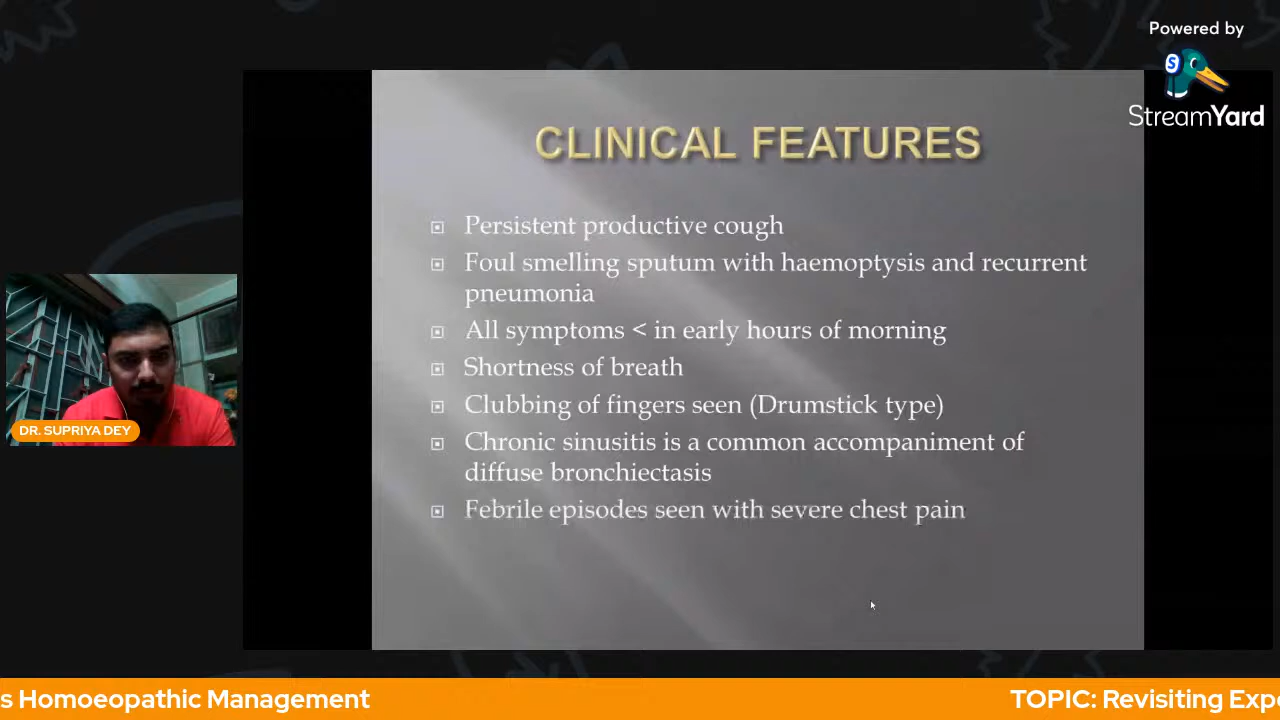 Powered by
StreamYard
CLINICAL FEATURES
Persistent productive cough
Foul smelling sputum with haemoptysis and recurrent
pneumonia
All symptoms < in early hours of morning
Shortness of breath
Clubbing of fingers seen (Drumstick type)
Chronic sinusitis is a common accompaniment of
diffuse bronchiectasis
Febrile episodes seen with severe chest pain
DR. SUPRIYA DEY
s Homoeopathic Management
TOPIC: Revisiting Expe